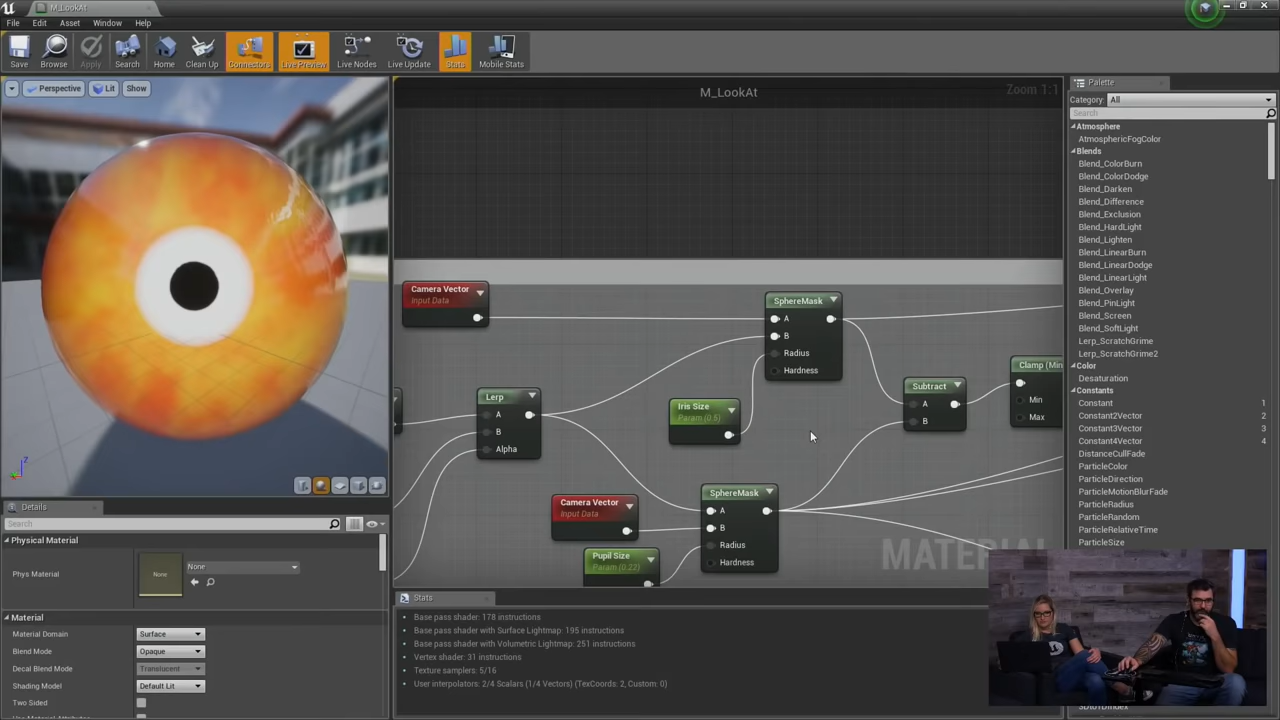 M_LookAt
File Edit Asset Window Help
Save Browse Apply Search Home Clean Up Connectors Live Preview Live Nodes Live Update Stats Mobile Stats
Perspective Lit Show
M_LookAt
Zoom 1:1
Camera Vector
Input Data
SphereMask
A
B
Radius
Hardness
Lerp
A
B
Alpha
Iris Size
Param (0.5)
Subtract
A
B
Clamp (Min
Min
Max
Camera Vector
Input Data
SphereMask
A
B
Radius
Hardness
Pupil Size
Param (0.22)
MATERIAL
Z
Details
Search
Physical Material
Phys Material
None
None
Material
Material Domain Surface
Blend Mode Opaque
Decal Blend Mode Translucent
Shading Model Default Lit
Two Sided
Stats
Base pass shader: 178 instructions
Base pass shader with Surface Lightmap: 195 instructions
Base pass shader with Volumetric Lightmap: 251 instructions
Vertex shader: 31 instructions
Texture samplers: 5/16
User interpolators: 2/4 Scalars (1/4 Vectors) (TexCoords: 2, Custom: 0)
Palette
Category: All
Search
Atmosphere
AtmosphericFogColor
Blends
Blend_ColorBurn
Blend_ColorDodge
Blend_Darken
Blend_Difference
Blend_Exclusion
Blend_HardLight
Blend_Lighten
Blend_LinearBurn
Blend_LinearDodge
Blend_LinearLight
Blend_Overlay
Blend_PinLight
Blend_Screen
Blend_SoftLight
Lerp_ScratchGrime
Lerp_ScratchGrime2
Color
Desaturation
Constants
Constant 1
Constant2Vector 2
Constant3Vector 3
Constant4Vector 4
DistanceCullFade
ParticleColor
ParticleDirection
ParticleMotionBlurFade
ParticleRadius
ParticleRandom
ParticleRelativeTime
ParticleSize